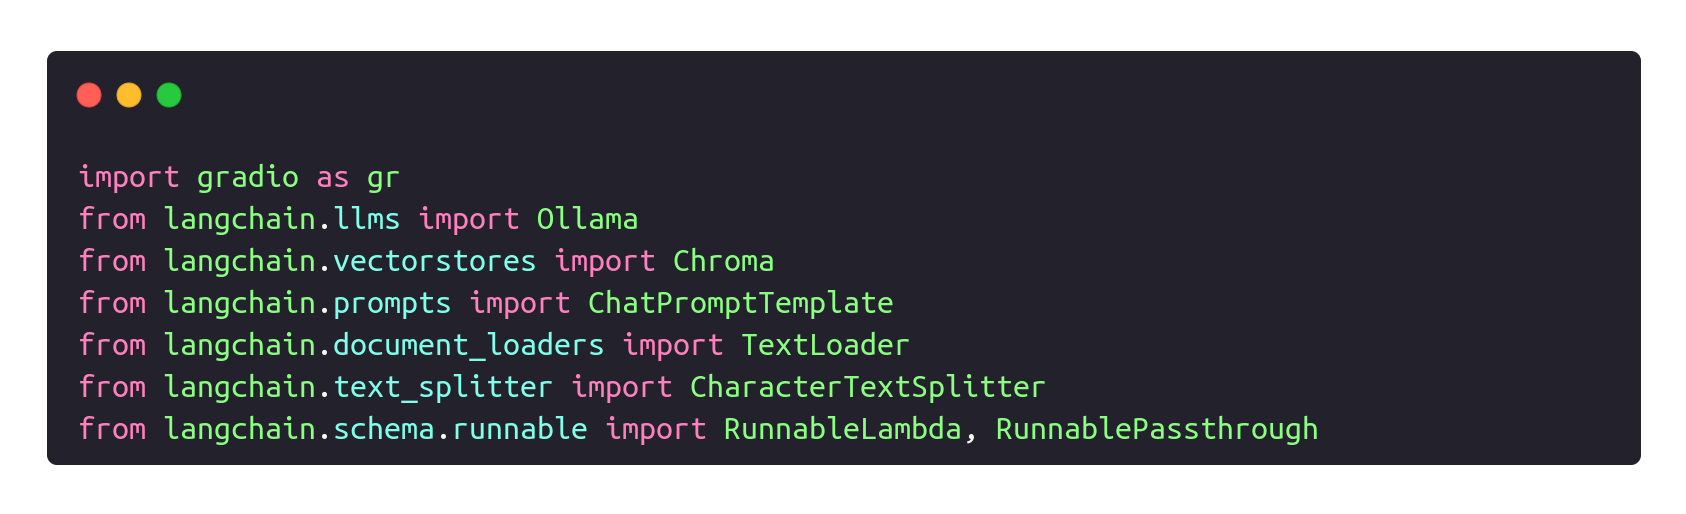 import gradio as gr
from langchain.llms import Ollama
from langchain.vectorstores import Chroma
from langchain.prompts import ChatPromptTemplate
from langchain.document_loaders import TextLoader
from langchain.text_splitter import CharacterTextSplitter
from langchain.schema.runnable import RunnableLambda, RunnablePassthrough